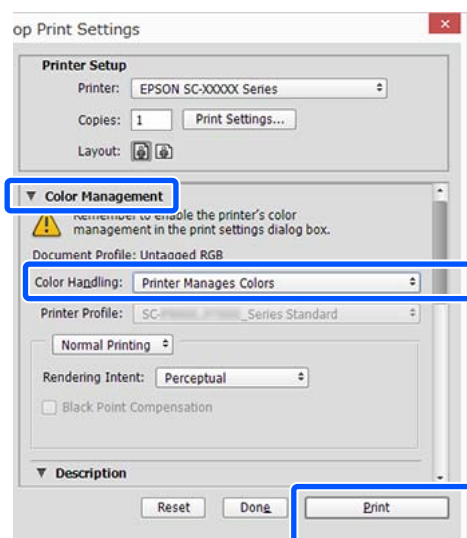 op Print Settings
Printer Setup
Printer: EPSON SC-XXXXX Series
Copies: 1 Print Settings...
Layout:
Color Management
Remember to enable the printer's color
management in the print settings dialog box.
Document Profile: Untagged RGB
Color Handling: Printer Manages Colors
Printer Profile: SC- _Series Standard
Normal Printing
Rendering Intent: Perceptual
Black Point Compensation
Description
Reset Done Print